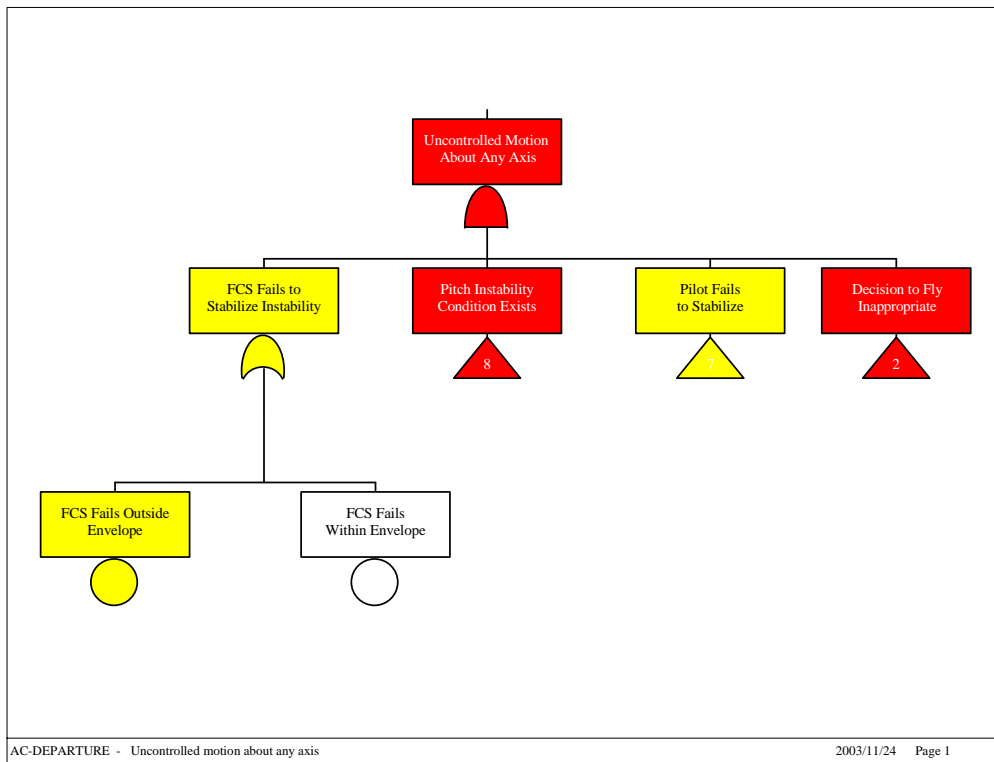 Uncontrolled Motion
About Any Axis
FCS Fails to
Stabilize Instability
Pitch Instability
Condition Exists
Pilot Fails
to Stabilize
Decision to Fly
Inappropriate
8
7
2
FCS Fails Outside
Envelope
FCS Fails
Within Envelope
AC-DEPARTURE - Uncontrolled motion about any axis
2003/11/24 Page 1